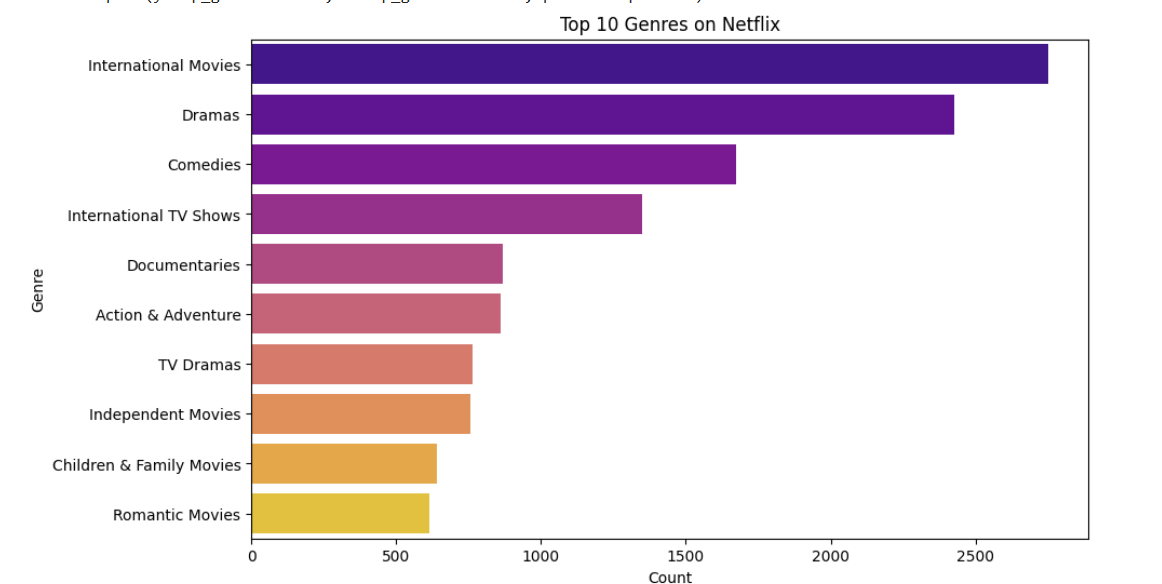 Top 10 Genres on Netflix
International Movies
Dramas
Comedies
International TV Shows
Documentaries
Genre
Action & Adventure
TV Dramas
Independent Movies
Children & Family Movies
Romantic Movies
0 500 1000 1500 2000 2500
Count